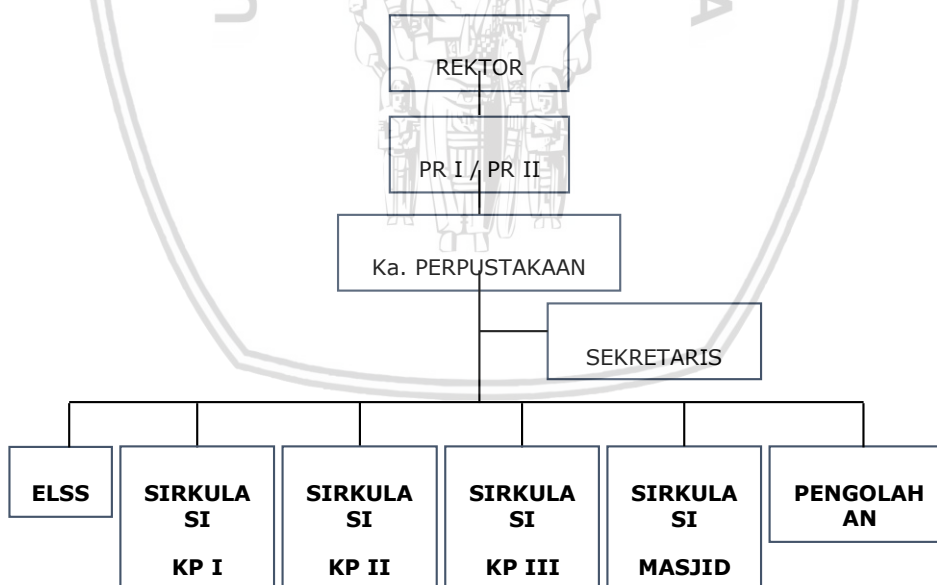 REKTOR
PR I / PR II
Ka. PERPUSTAKAAN
SEKRETARIS
ELSS
SIRKULA
SI
KP I
SIRKULA
SI
KP II
SIRKULA
SI
KP III
SIRKULA
SI
MASJID
PENGOLAH
AN